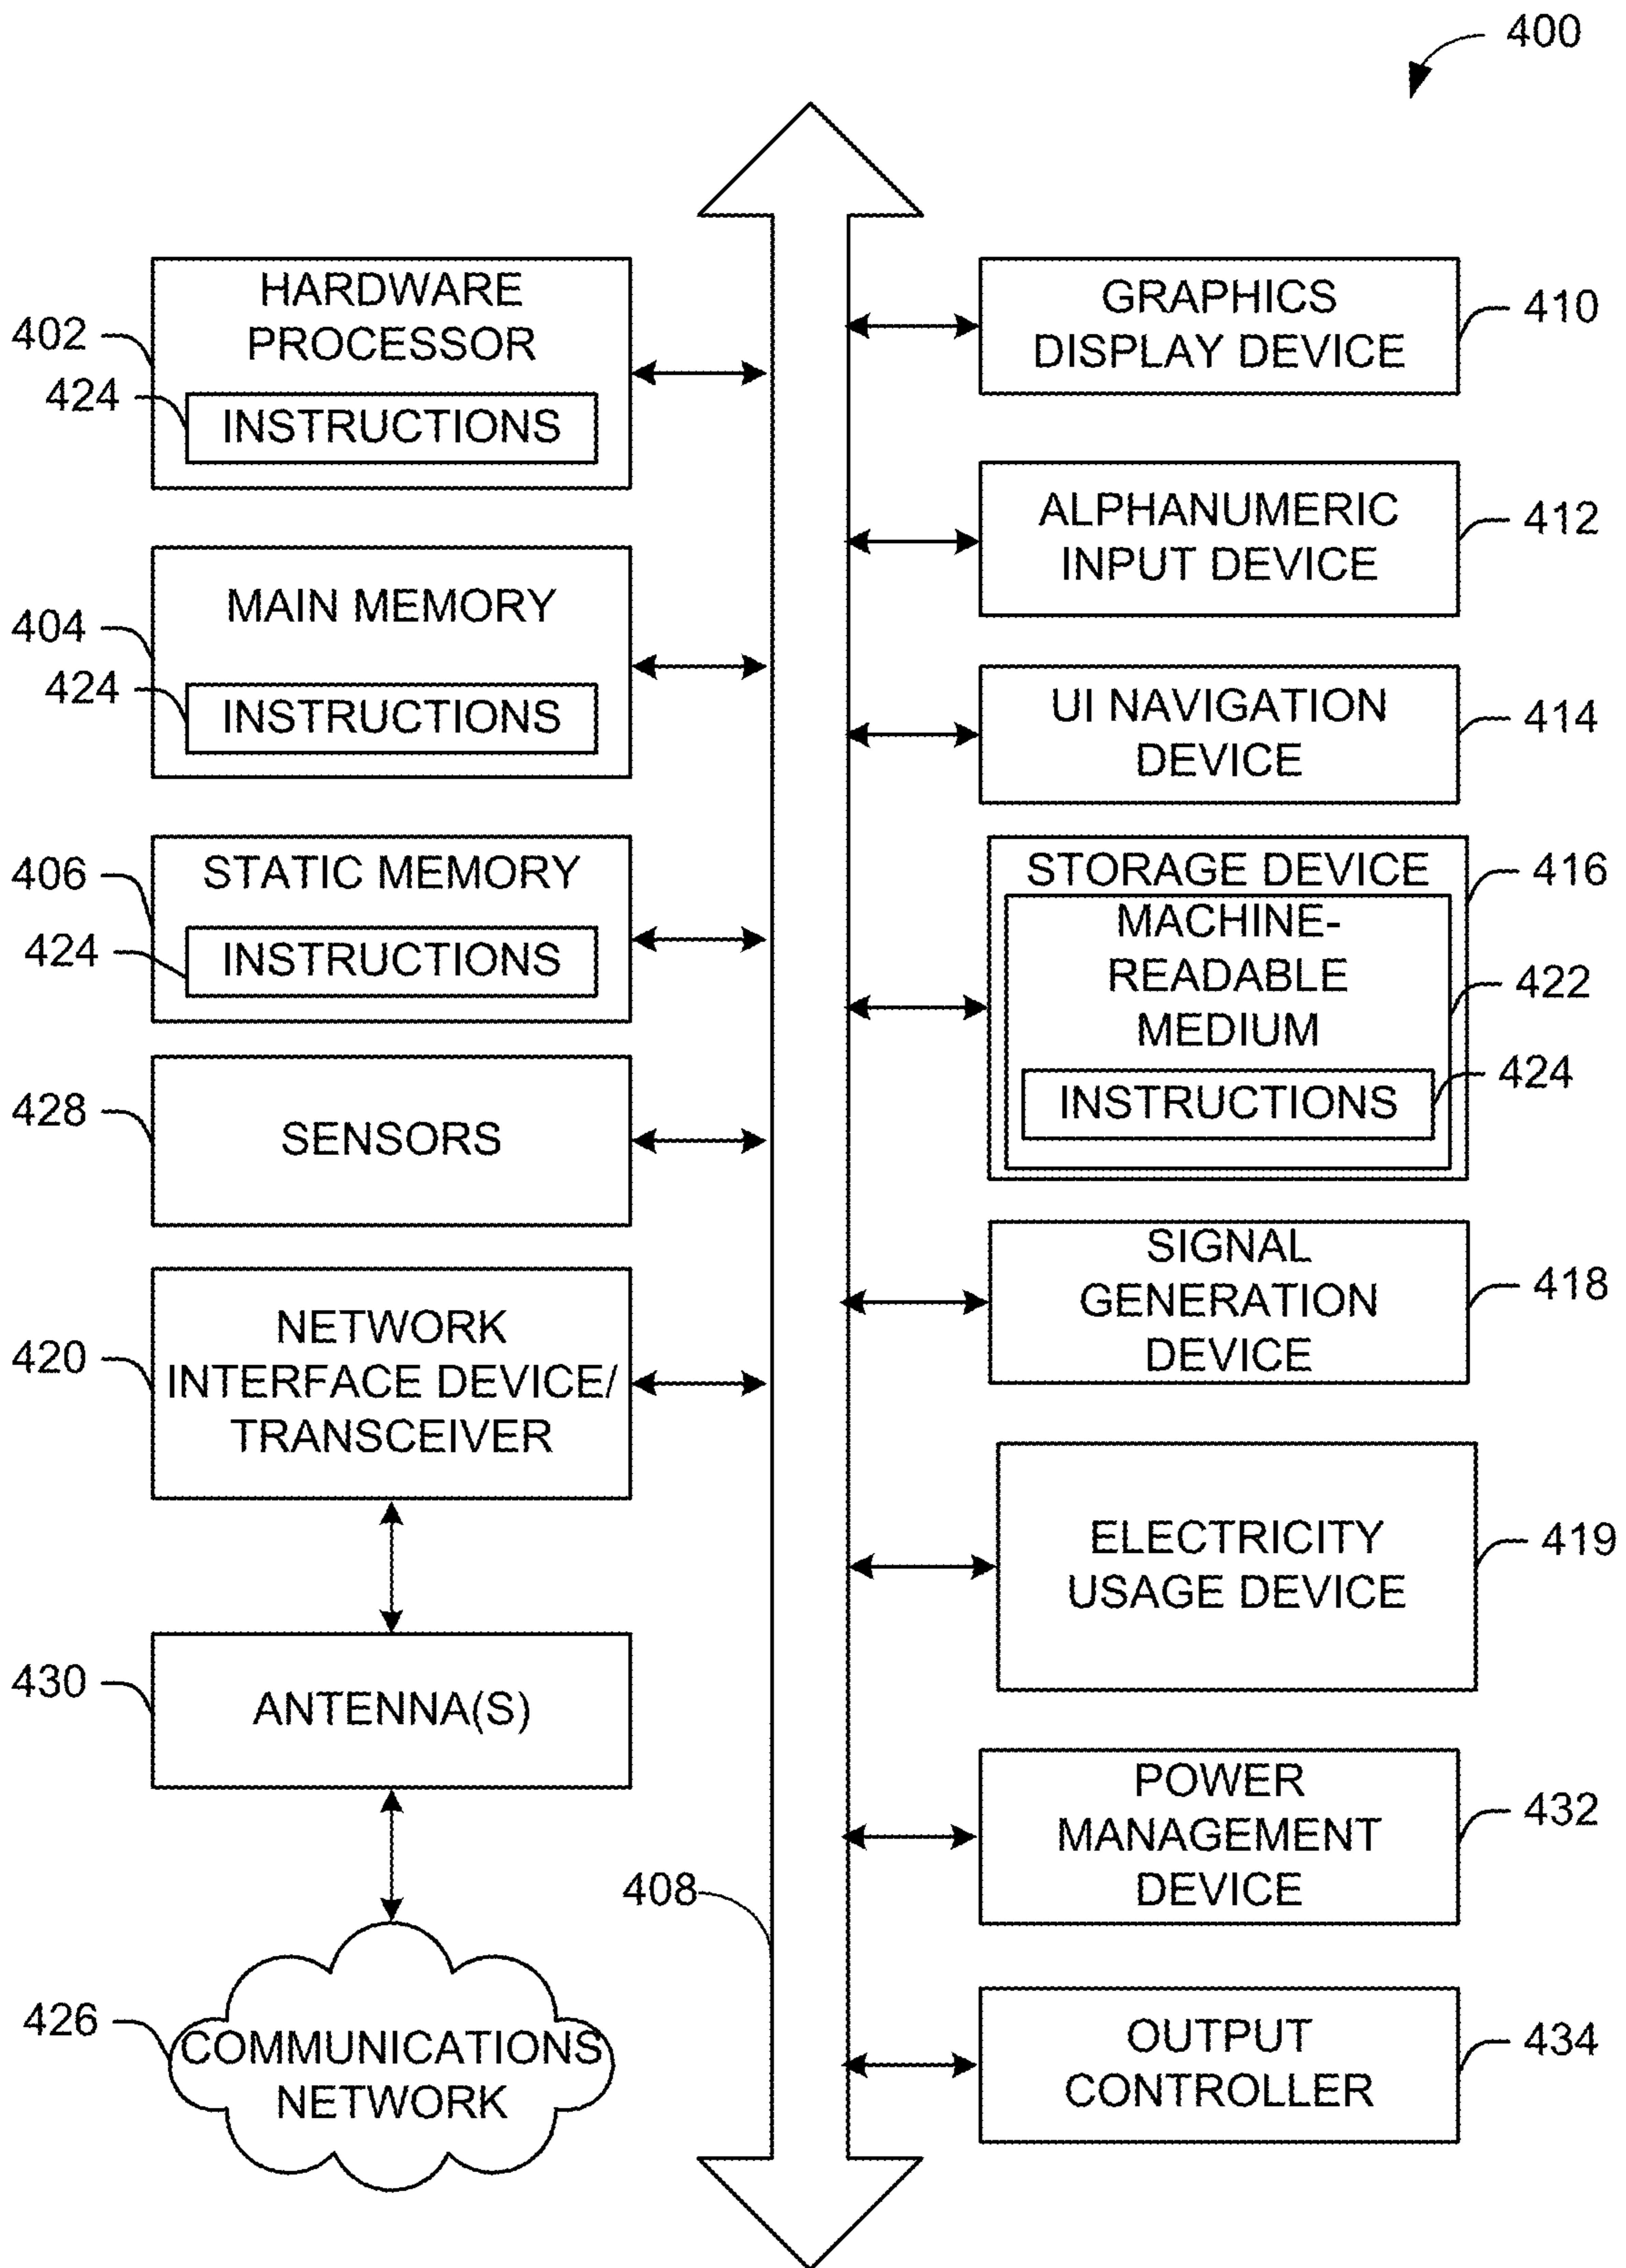 400
HARDWARE
PROCESSOR
402
424
INSTRUCTIONS
MAIN MEMORY
404
424
INSTRUCTIONS
STATIC MEMORY
406
424
INSTRUCTIONS
428
SENSORS
NETWORK
INTERFACE DEVICE/
TRANSCEIVER
420
430
ANTENNA(S)
426
COMMUNICATIONS
NETWORK
408
GRAPHICS
DISPLAY DEVICE
410
ALPHANUMERIC
INPUT DEVICE
412
UI NAVIGATION
DEVICE
414
STORAGE DEVICE
416
MACHINE-
READABLE
MEDIUM
422
INSTRUCTIONS
424
SIGNAL
GENERATION
DEVICE
418
ELECTRICITY
USAGE DEVICE
419
POWER
MANAGEMENT
DEVICE
432
OUTPUT
CONTROLLER
434